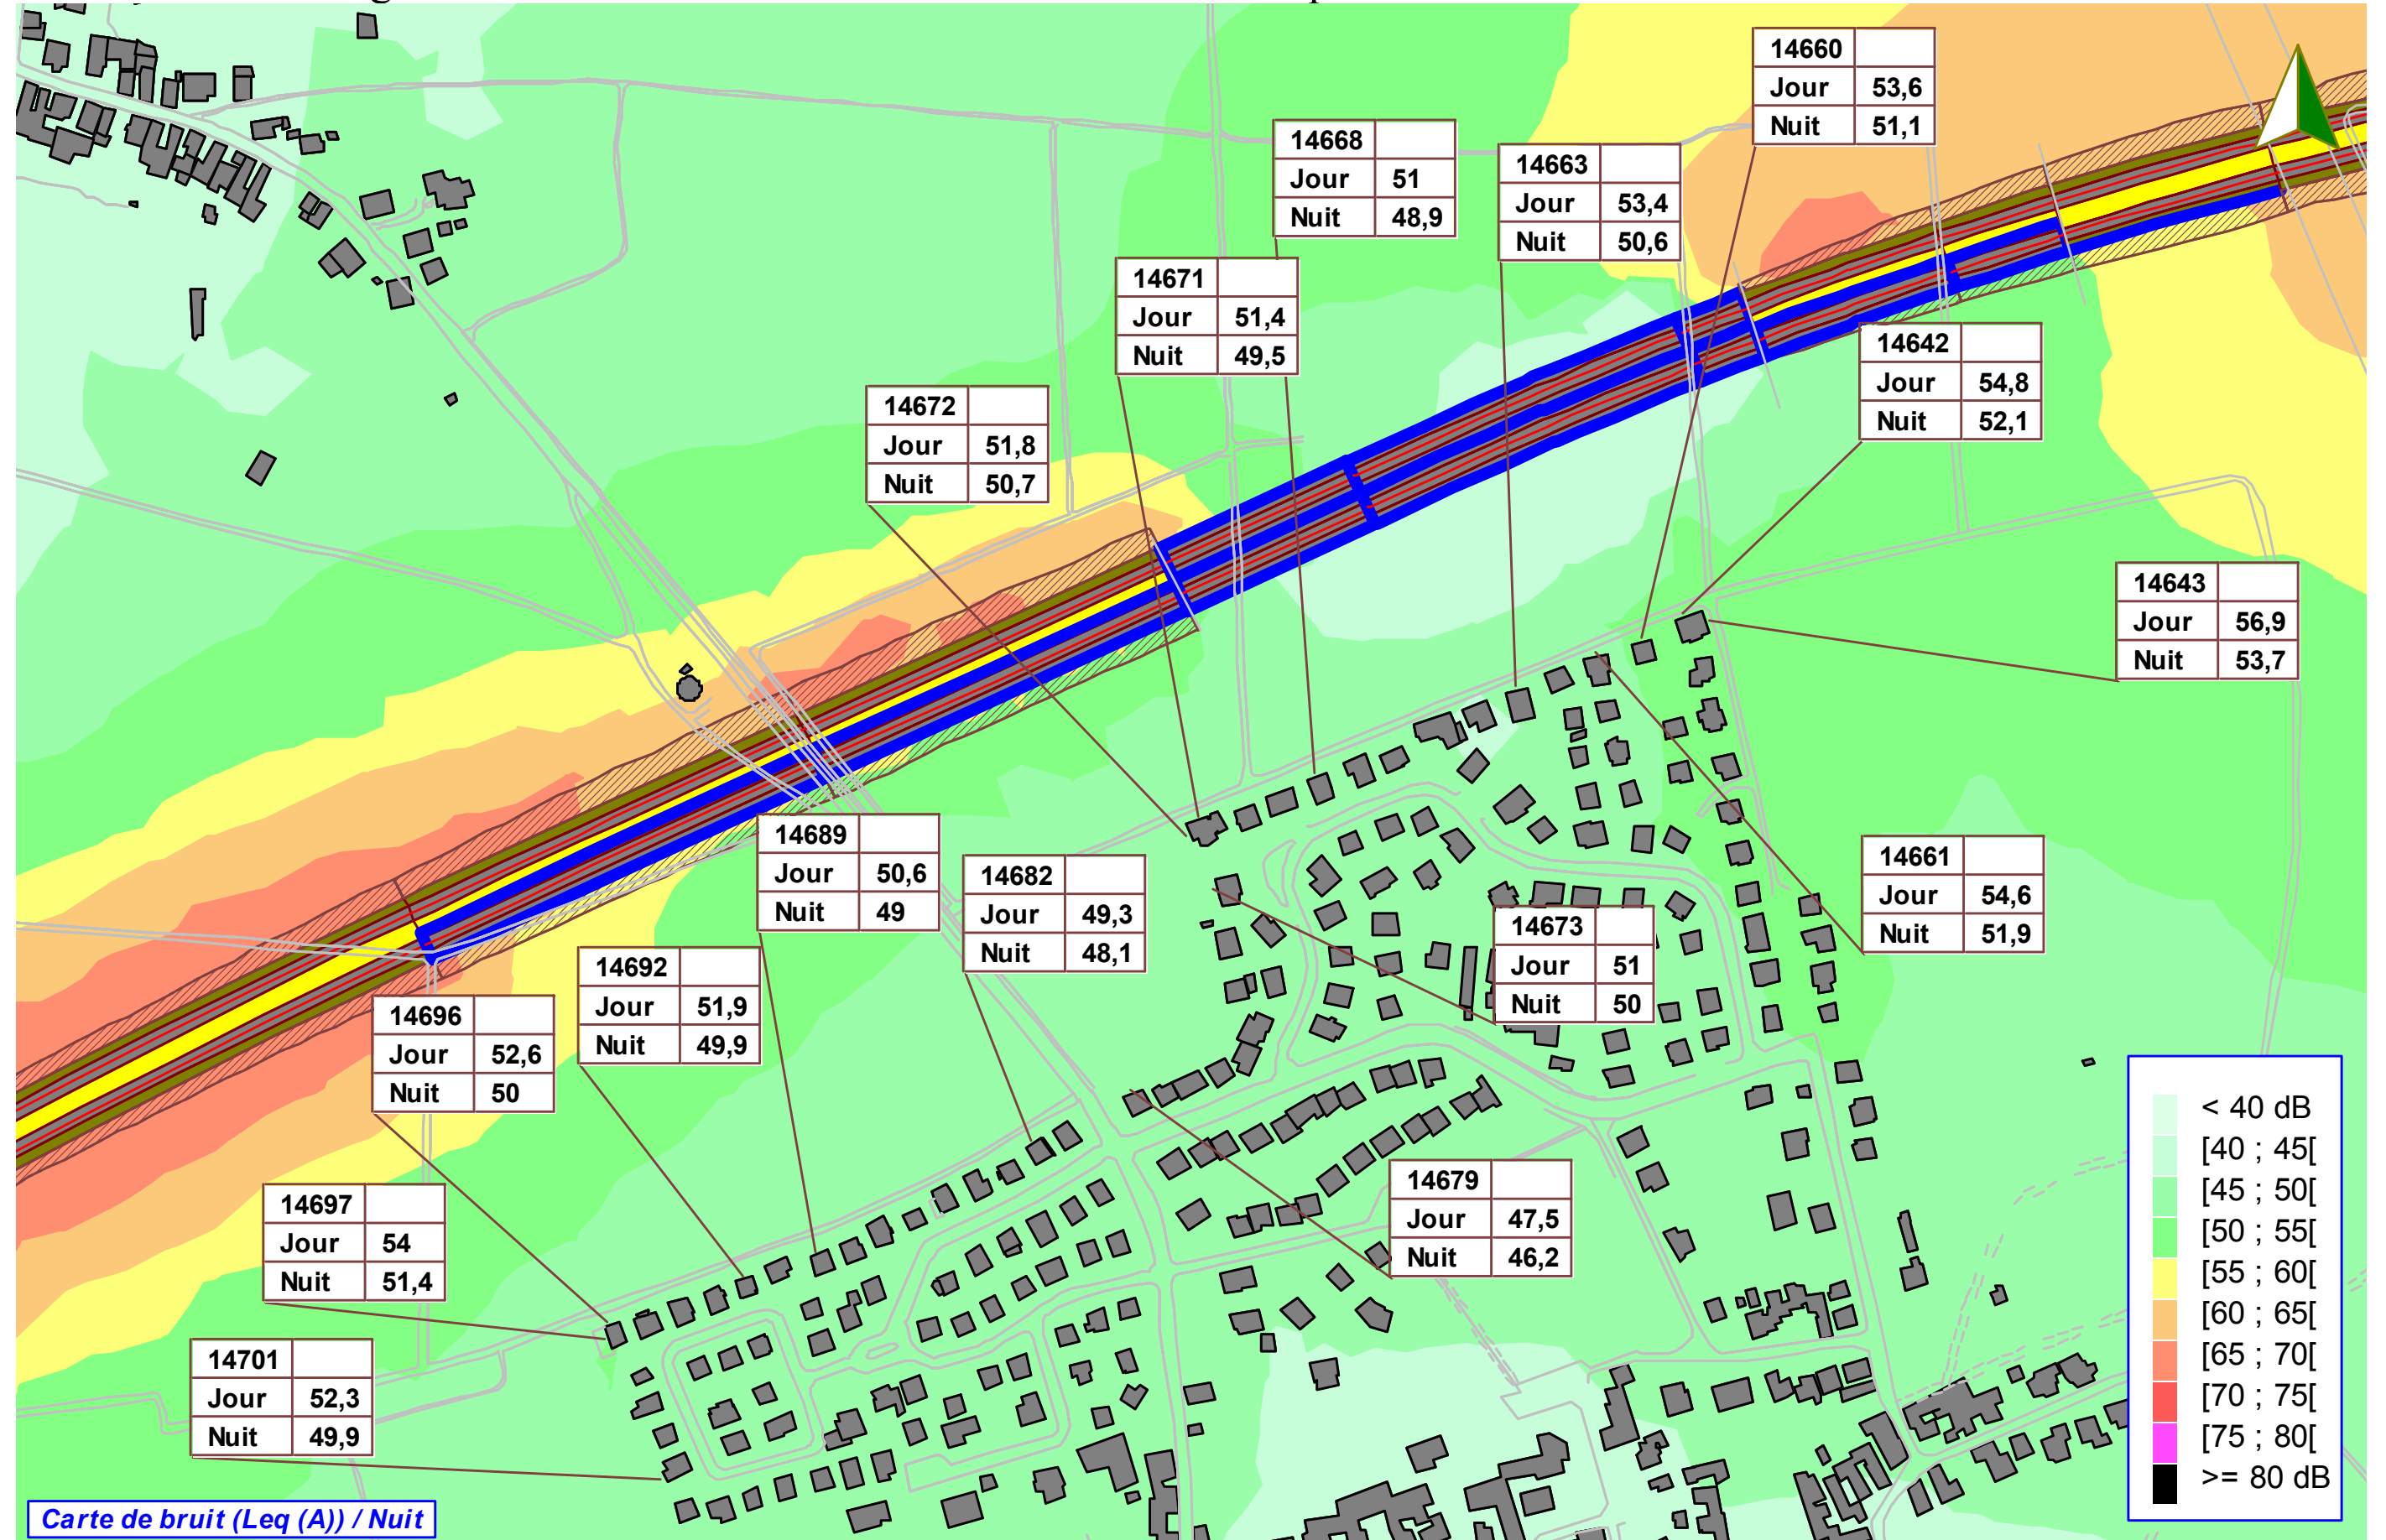 14660
Jour 53,6
Nuit 51,1
14668
Jour 51
Nuit 48,9
14663
Jour 53,4
Nuit 50,6
14671
Jour 51,4
Nuit 49,5
14642
Jour 54,8
Nuit 52,1
14672
Jour 51,8
Nuit 50,7
14643
Jour 56,9
Nuit 53,7
14689
Jour 50,6
Nuit 49
14682
Jour 49,3
Nuit 48,1
14661
Jour 54,6
Nuit 51,9
14673
Jour 51
Nuit 50
14692
Jour 51,9
Nuit 49,9
14696
Jour 52,6
Nuit 50
14679
Jour 47,5
Nuit 46,2
14697
Jour 54
Nuit 51,4
14701
Jour 52,3
Nuit 49,9
< 40 dB
[40 ; 45[
[45 ; 50[
[50 ; 55[
[55 ; 60[
[60 ; 65[
[65 ; 70[
[70 ; 75[
[75 ; 80[
>= 80 dB
Carte de bruit (Leq (A)) / Nuit